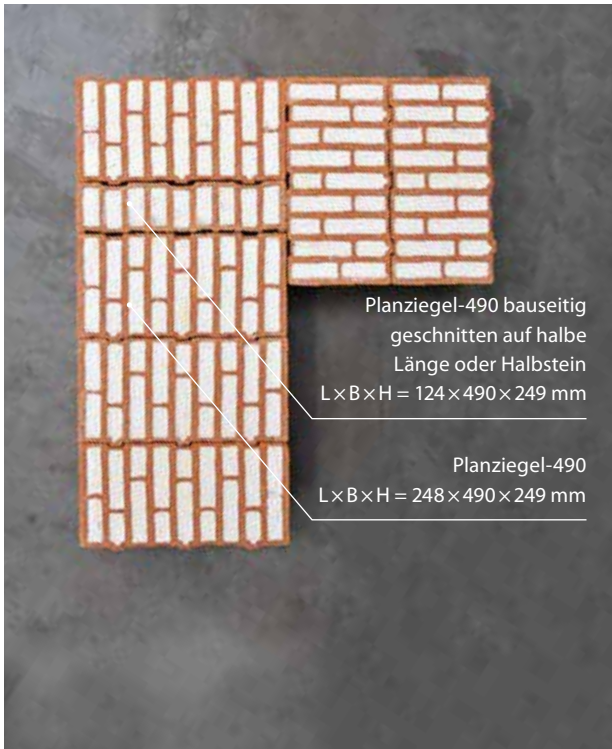 Planziegel-490 bauseitig
geschnitten auf halbe
Länge oder Halbstein
L×B×H = 124×490×249 mm
Planziegel-490
L×B×H = 248×490×249 mm